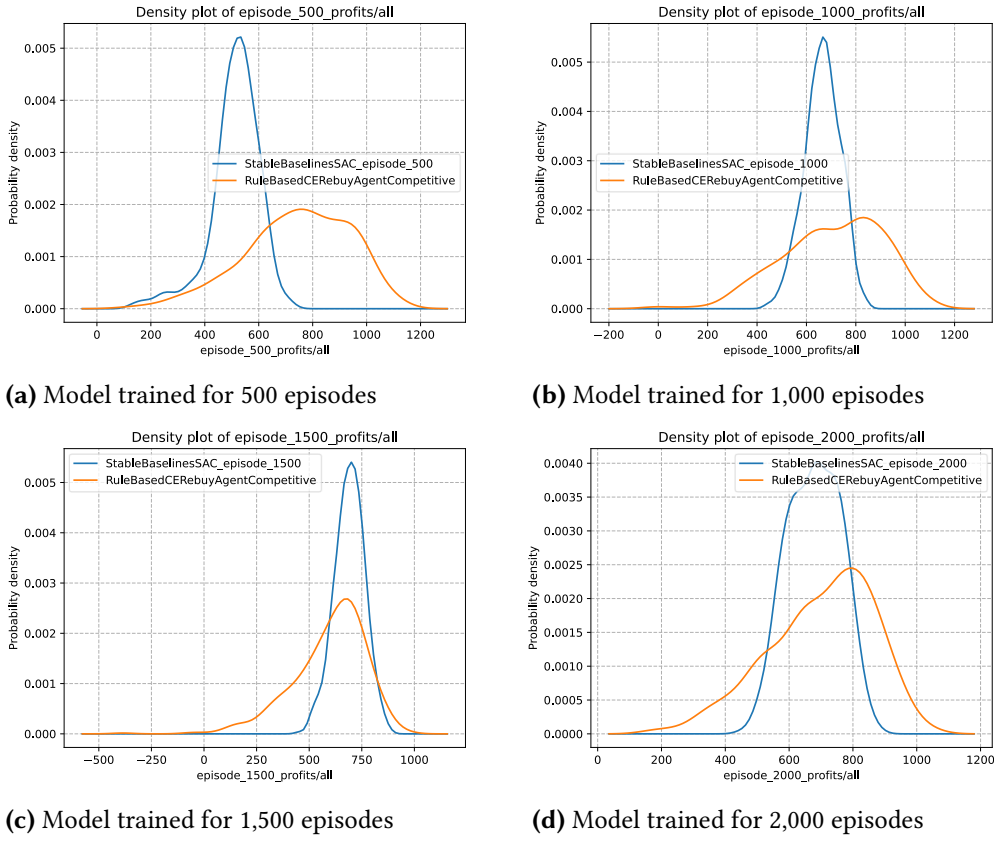 Density plot of episode_500_profits/all
0.005
0.004
0.003
0.002
0.001
0.000
Probability density
StableBaselinesSAC_episode_500
RuleBasedCERebuyAgentCompetitive
0 200 400 600 800 1000 1200
episode_500_profits/all
(a) Model trained for 500 episodes
Density plot of episode_1000_profits/all
0.005
0.004
0.003
0.002
0.001
0.000
Probability density
StableBaselinesSAC_episode_1000
RuleBasedCERebuyAgentCompetitive
−200 0 200 400 600 800 1000 1200
episode_1000_profits/all
(b) Model trained for 1,000 episodes
Density plot of episode_1500_profits/all
0.005
0.004
0.003
0.002
0.001
0.000
Probability density
StableBaselinesSAC_episode_1500
RuleBasedCERebuyAgentCompetitive
−500 −250 0 250 500 750 1000
episode_1500_profits/all
(c) Model trained for 1,500 episodes
Density plot of episode_2000_profits/all
0.0040
0.0035
0.0030
0.0025
0.0020
0.0015
0.0010
0.0005
0.0000
Probability density
StableBaselinesSAC_episode_2000
RuleBasedCERebuyAgentCompetitive
0 200 400 600 800 1000 1200
episode_2000_profits/all
(d) Model trained for 2,000 episodes